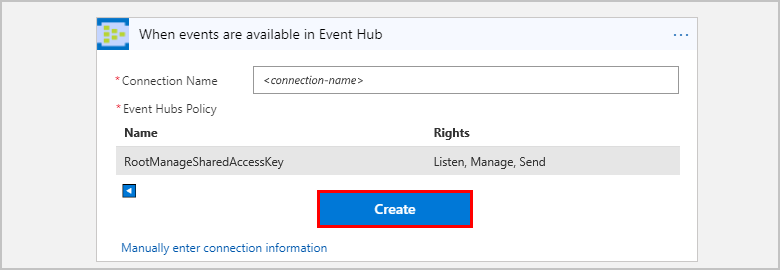 When events are available in Event Hub
...
* Connection Name
<connection-name>
* Event Hubs Policy
Name Rights
RootManageSharedAccessKey Listen, Manage, Send
Create
Manually enter connection information